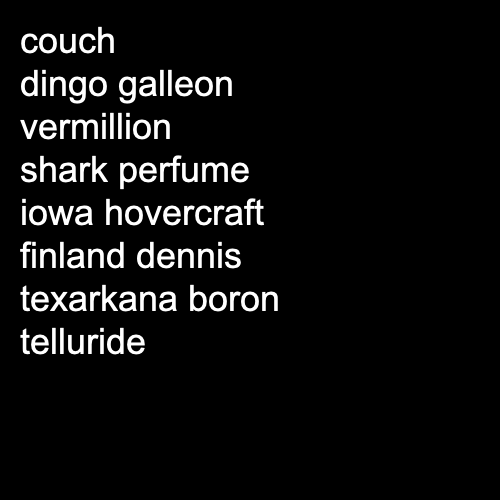 couch
dingo galleon
vermillion
shark perfume
iowa hovercraft
finland dennis
texarkana boron
telluride